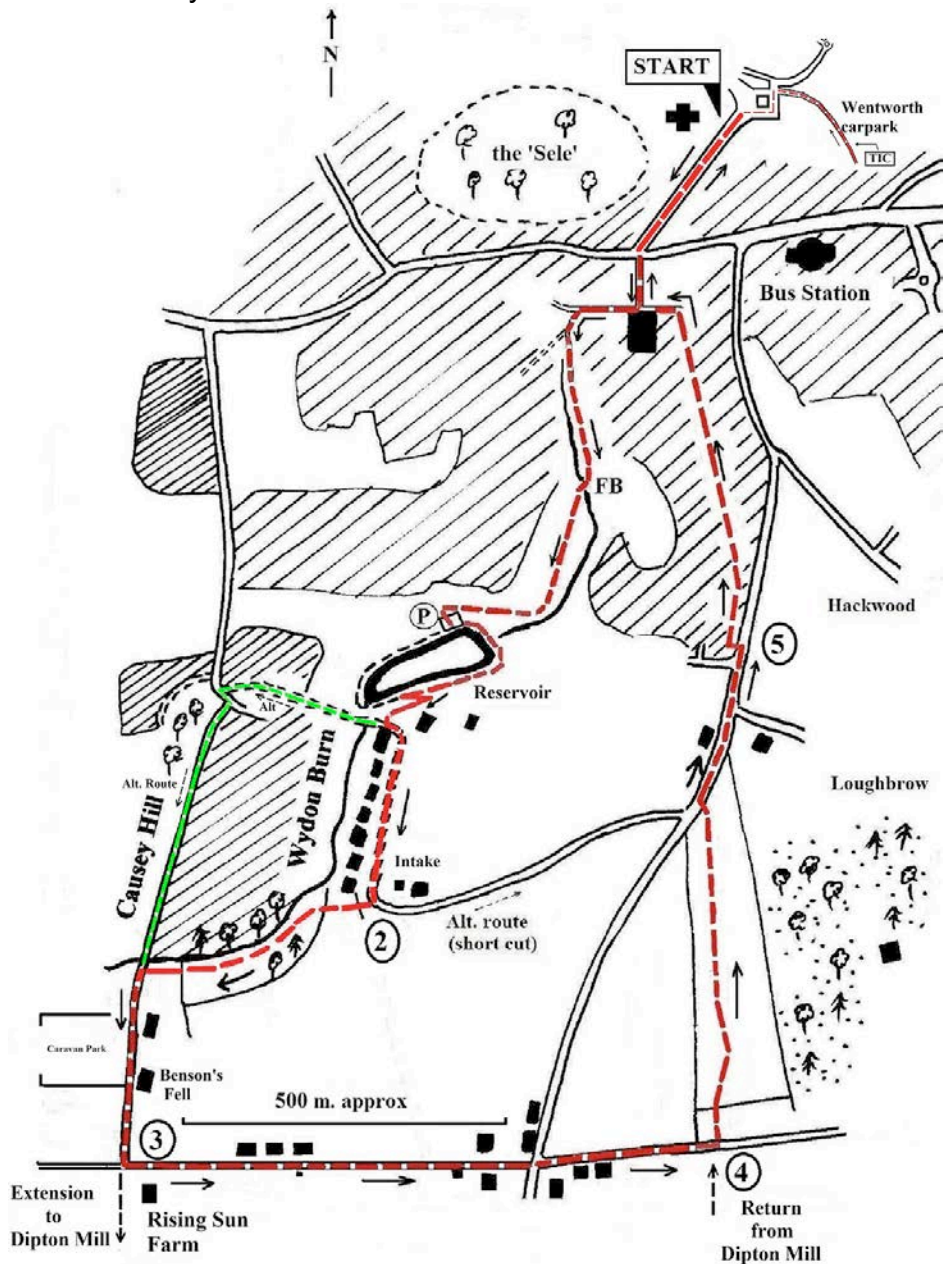 N
START
Wentworth
carpark
TIC
the 'Sele'
Bus Station
FB
Hackwood
P
5
Reservoir
Alt
Alt. Route
Causey Hill
Wydon Burn
Loughbrow
Intake
2
Alt. route
(short cut)
Caravan Park
Benson's
Fell
500 m. approx
3
4
Extension
to
Dipton Mill
Rising Sun
Farm
Return
from
Dipton Mill